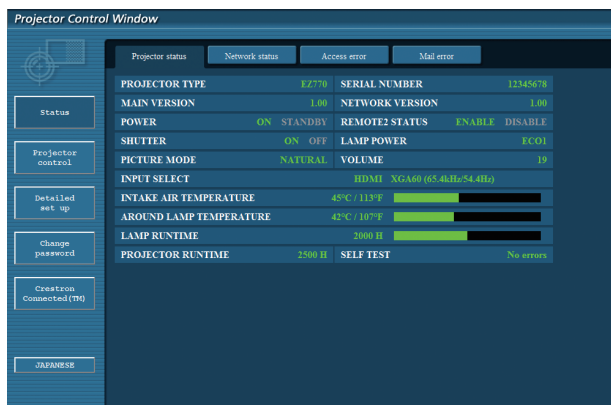 Projector Control Window
Projector status Network status Access error Mail error
PROJECTOR TYPE EZ770 SERIAL NUMBER 12345678
MAIN VERSION 1.00 NETWORK VERSION 1.00
POWER ON STANDBY REMOTE2 STATUS ENABLE DISABLE
SHUTTER ON OFF LAMP POWER ECO1
PICTURE MODE NATURAL VOLUME 19
INPUT SELECT HDMI XGA60 (65.4kHz/54.4Hz)
INTAKE AIR TEMPERATURE 45°C / 113°F
AROUND LAMP TEMPERATURE 42°C / 107°F
LAMP RUNTIME 2000 H
PROJECTOR RUNTIME 2500 H SELF TEST No errors
Status
Projector
control
Detailed
set up
Change
password
Crestron
Connected(TM)
JAPANESE